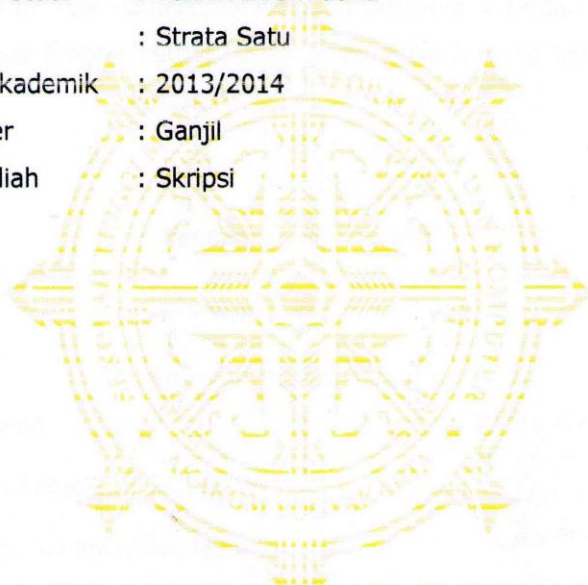 : Strata Satu
kademik : 2013/2014
er : Ganjil
liah : Skripsi